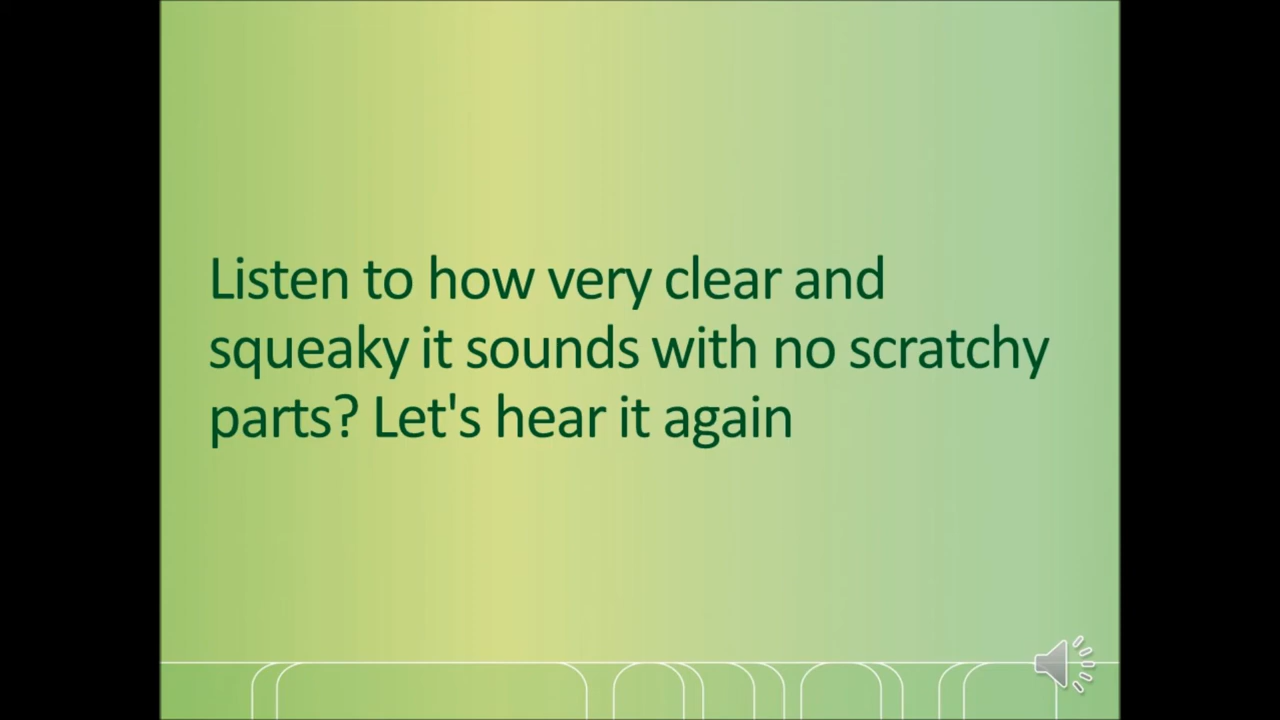 Listen to how very clear and
squeaky it sounds with no scratchy
parts? Let's hear it again